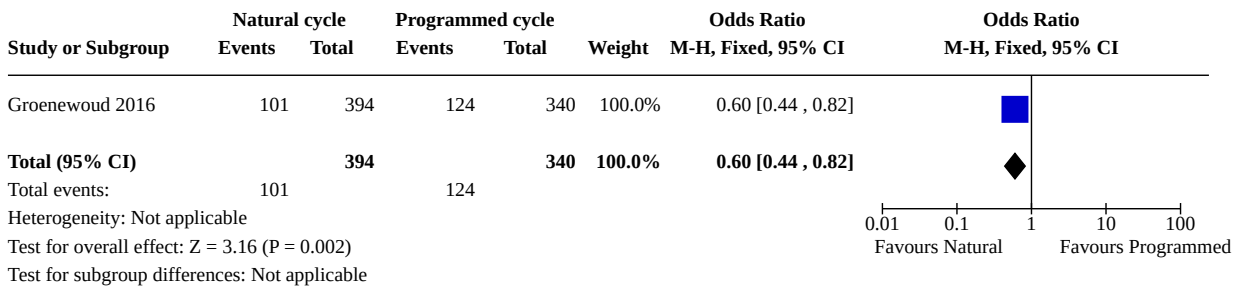 Natural cycle Programmed cycle Odds Ratio Odds Ratio
Study or Subgroup Events Total Events Total Weight M-H, Fixed, 95% CI M-H, Fixed, 95% CI
Groenewoud 2016 101 394 124 340 100.0% 0.60 [0.44 , 0.82]
Total (95% CI) 394 340 100.0% 0.60 [0.44 , 0.82]
Total events: 101 124
Heterogeneity: Not applicable
0.01 0.1 1 10 100
Test for overall effect: Z = 3.16 (P = 0.002)
Favours Natural Favours Programmed
Test for subgroup differences: Not applicable